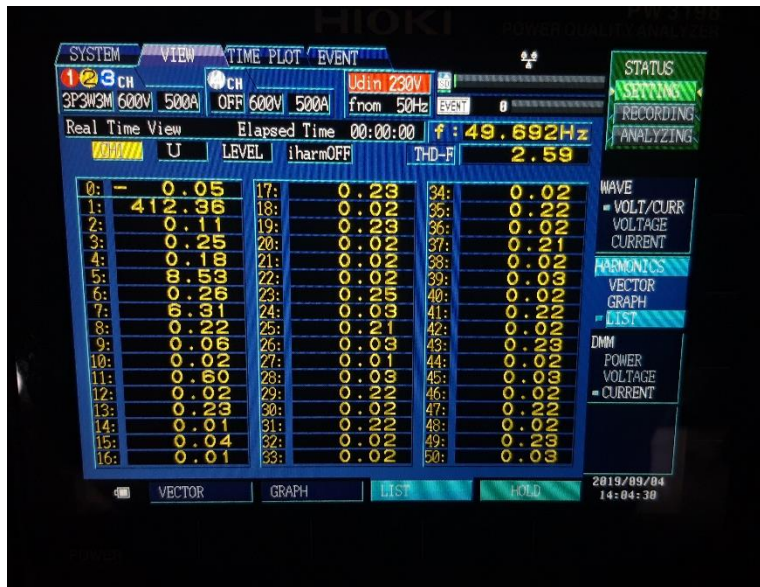 HIOKI
PW3198
POWER QUALITY ANALYZER
SYSTEM VIEW TIME PLOT EVENT
1 2 3 CH 4 CH Udin 230V SD
3P3W3M 600V 500A OFF 600V 500A fnom 50Hz EVENT 0
Real Time View Elapsed Time 00:00:00 f: 49.692Hz
U LEVEL iharmOFF THD-F 2.59
0: - 0.05 17: 0.23 34: 0.02
1: 412.36 18: 0.02 35: 0.22
2: 0.11 19: 0.23 36: 0.02
3: 0.25 20: 0.02 37: 0.21
4: 0.18 21: 0.02 38: 0.02
5: 8.53 22: 0.02 39: 0.03
6: 0.26 23: 0.25 40: 0.02
7: 6.31 24: 0.03 41: 0.22
8: 0.22 25: 0.21 42: 0.02
9: 0.06 26: 0.03 43: 0.23
10: 0.02 27: 0.01 44: 0.02
11: 0.60 28: 0.03 45: 0.03
12: 0.02 29: 0.22 46: 0.02
13: 0.23 30: 0.02 47: 0.22
14: 0.01 31: 0.22 48: 0.02
15: 0.04 32: 0.02 49: 0.23
16: 0.01 33: 0.02 50: 0.03
VECTOR GRAPH LIST HOLD
STATUS
SETTING
RECORDING
ANALYZING
WAVE
VOLT/CURR
VOLTAGE
CURRENT
HARMONICS
VECTOR
GRAPH
LIST
DMM
POWER
VOLTAGE
CURRENT
2019/09/04
14:04:30
POWER